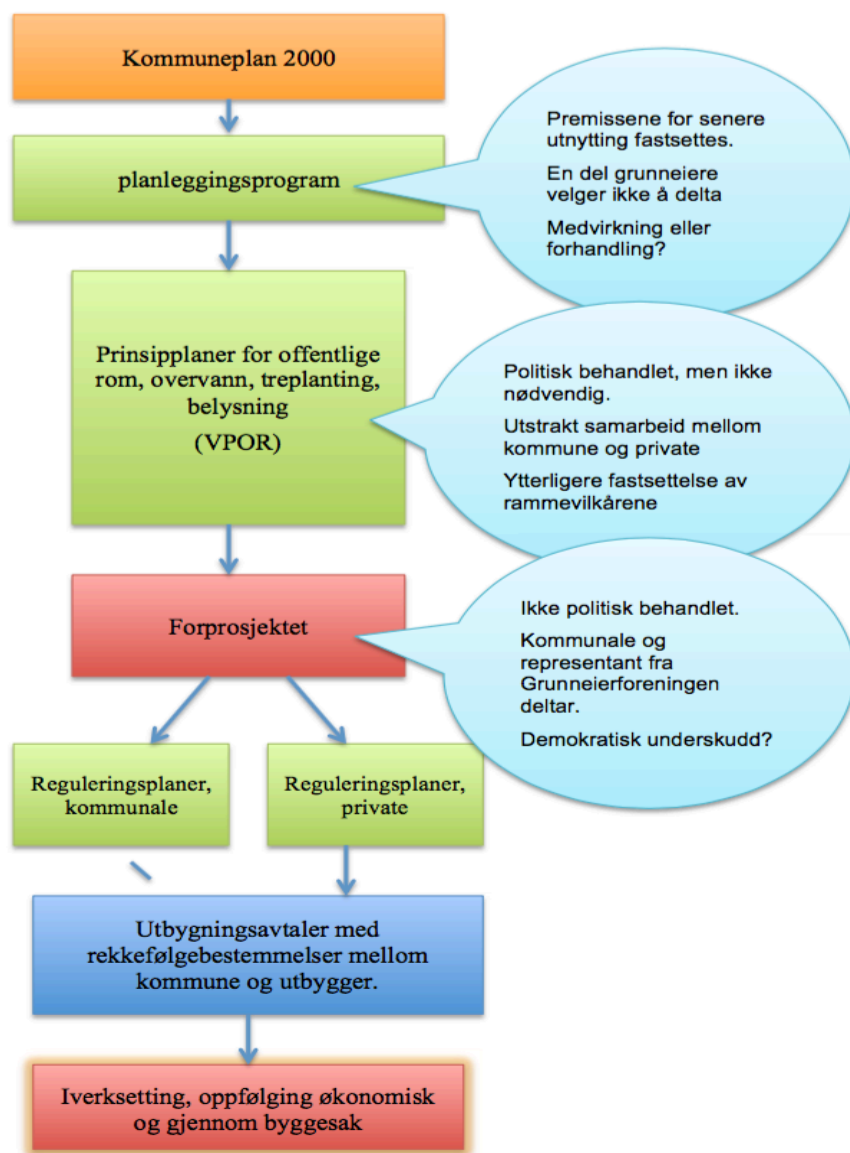 Kommuneplan 2000
planleggingsprogram
Premissene for senere
utnytting fastsettes.
En del grunneiere
velger ikke å delta
Medvirkning eller
forhandling?
Prinsipplaner for offentlige
rom, overvann, treplanting,
belysning
(VPOR)
Politisk behandlet, men ikke
nødvendig.
Utstrakt samarbeid mellom
kommune og private
Ytterligere fastsettelse av
rammevilkårene
Forprosjektet
Ikke politisk behandlet.
Kommunale og
representant fra
Grunneierforeningen
deltar.
Demokratisk underskudd?
Reguleringsplaner,
kommunale
Reguleringsplaner,
private
Utbygningsavtaler med
rekkefølgebestemmelser mellom
kommune og utbygger.
Iverksetting, oppfølging økonomisk
og gjennom byggesak